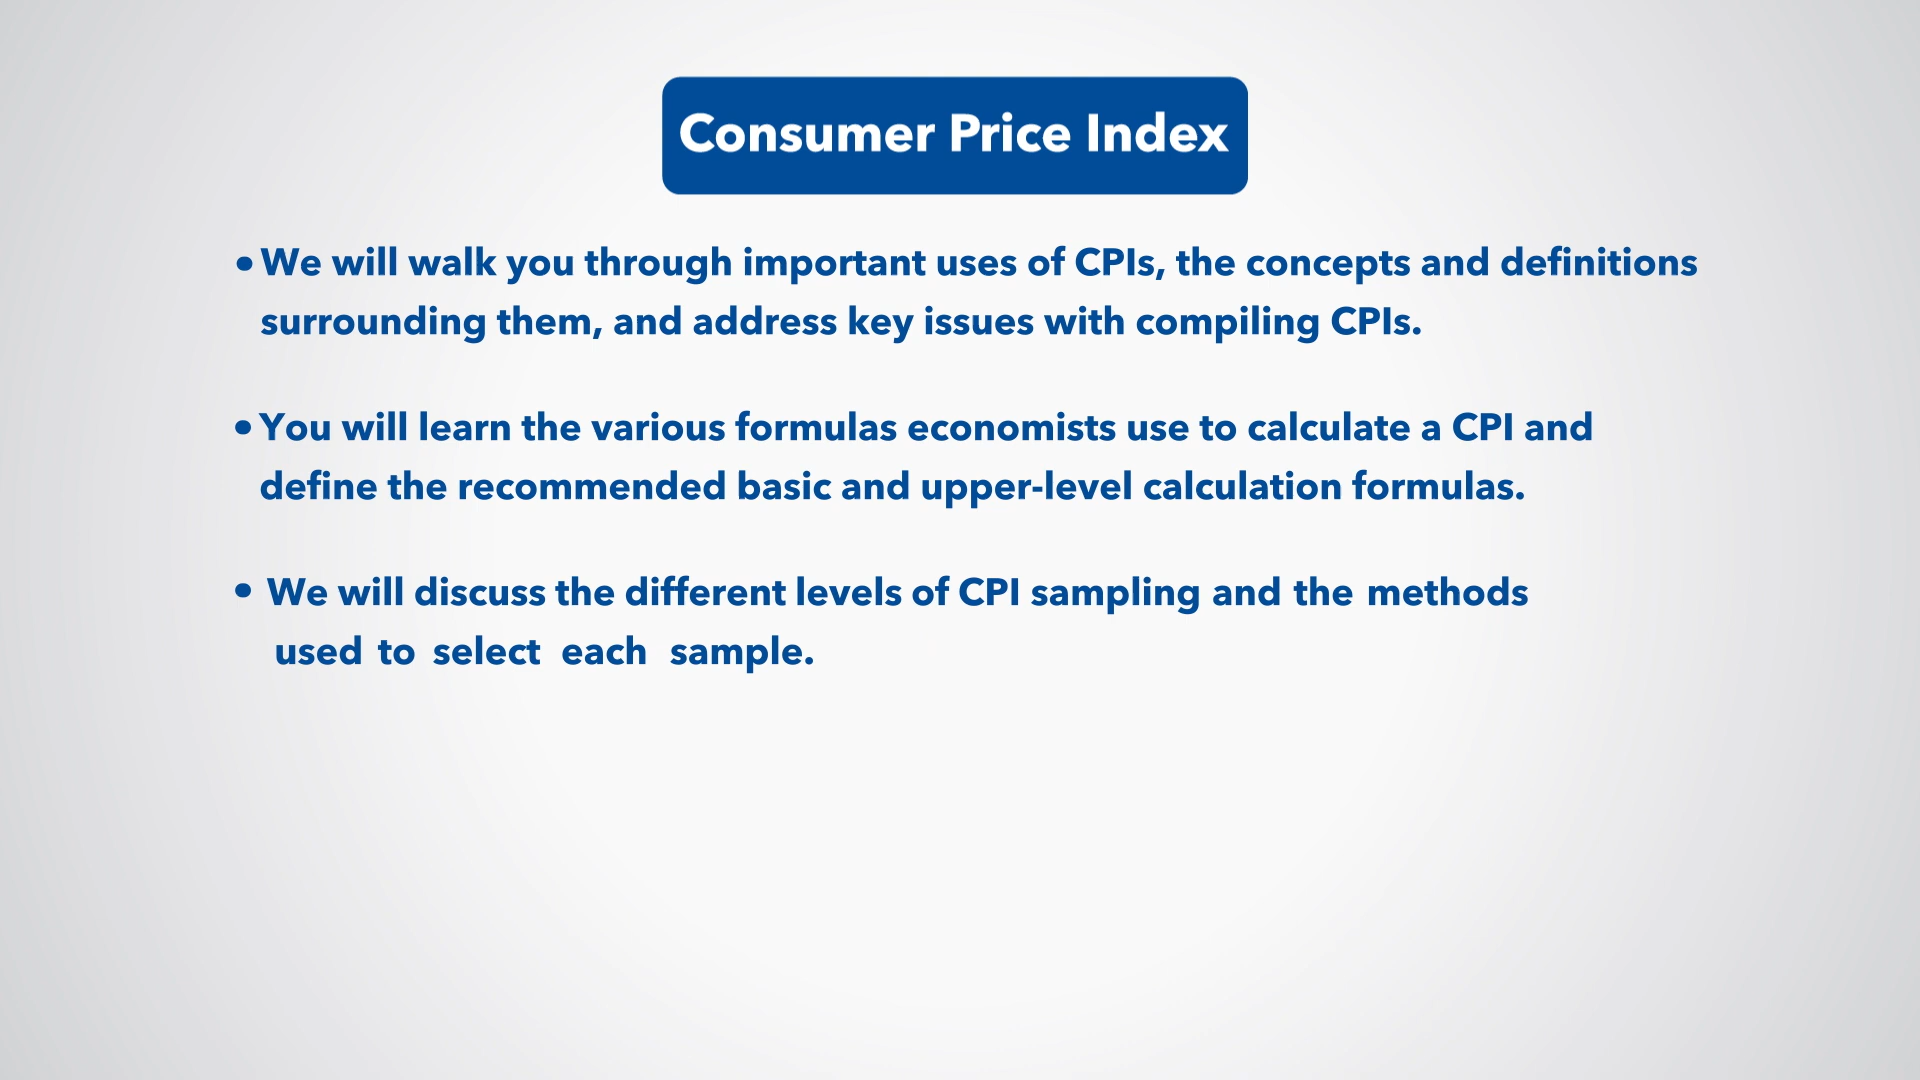 Consumer Price Index
• We will walk you through important uses of CPIs, the concepts and definitions
surrounding them, and address key issues with compiling CPIs.
• You will learn the various formulas economists use to calculate a CPI and
define the recommended basic and upper-level calculation formulas.
• We will discuss the different levels of CPI sampling and the methods
used to select each sample.